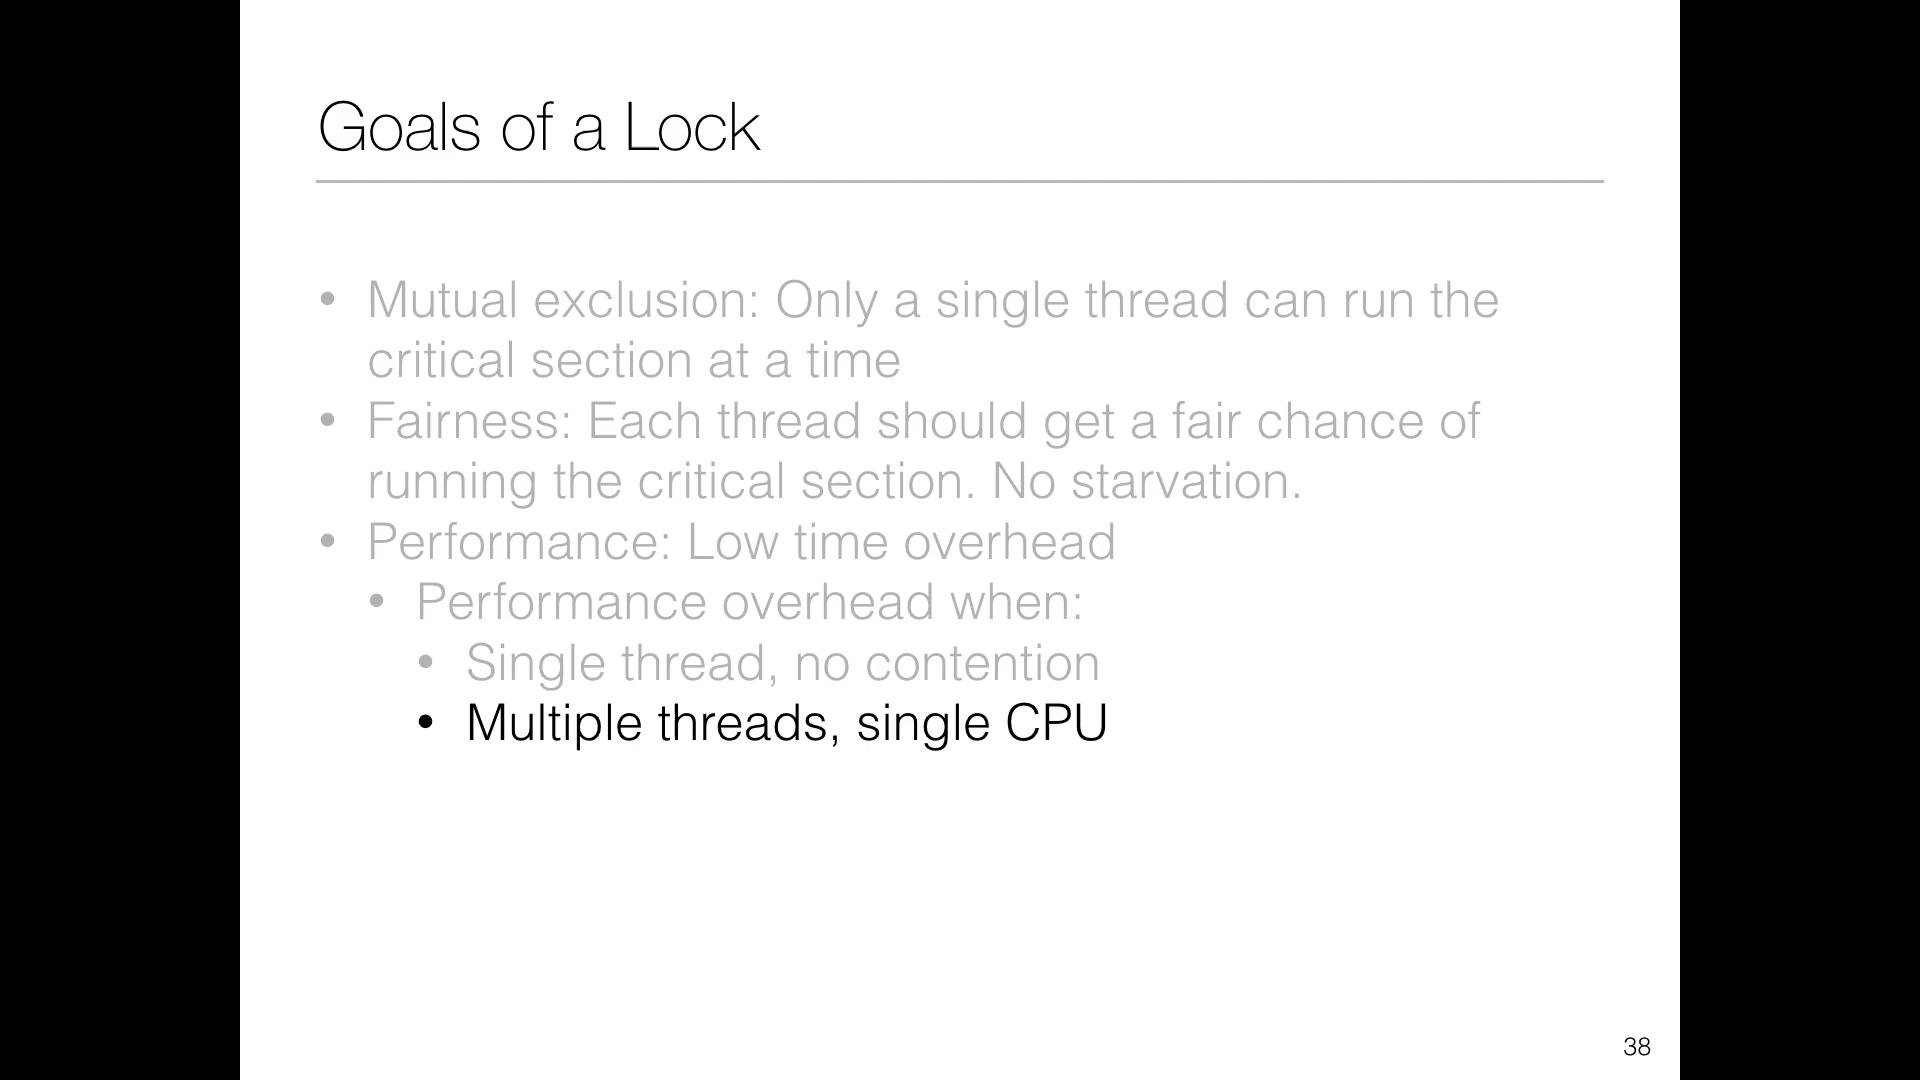 Goals of a Lock
• Mutual exclusion: Only a single thread can run the
critical section at a time
• Fairness: Each thread should get a fair chance of
running the critical section. No starvation.
• Performance: Low time overhead
• Performance overhead when:
• Single thread, no contention
• Multiple threads, single CPU
38